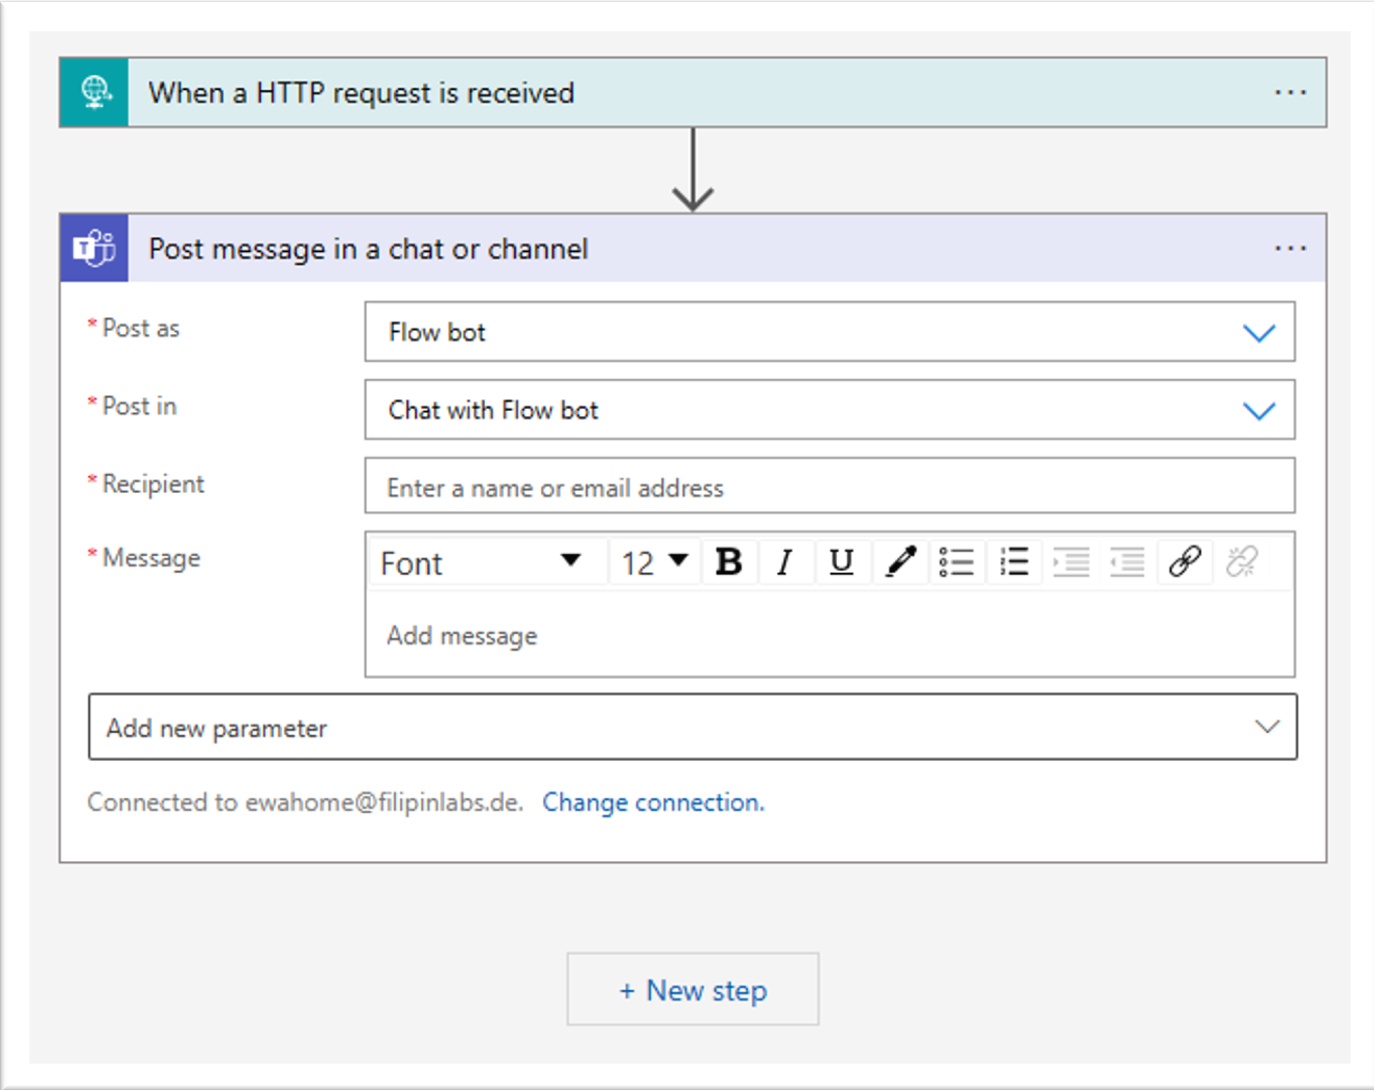 When a HTTP request is received
Post message in a chat or channel
* Post as
Flow bot
* Post in
Chat with Flow bot
* Recipient
Enter a name or email address
* Message
Font 12 B I U
Add message
Add new parameter
Connected to ewahome@filipinlabs.de. Change connection.
+ New step